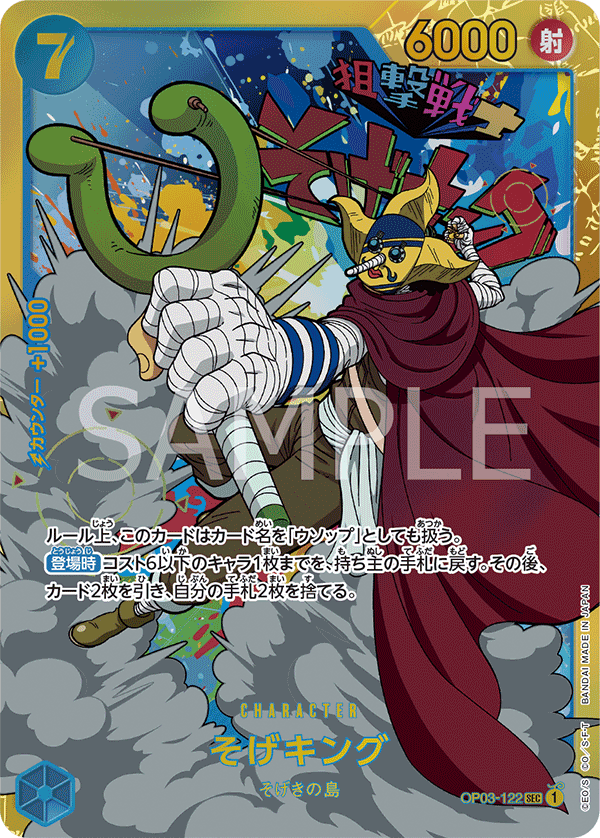 7
6000
射
狙撃戦
そげキング
カウンター +1000
SAMPLE
ルール上、このカードはカード名を「ウソップ」としても扱う。
登場時 コスト6以下のキャラ1枚までを、持ち主の手札に戻す。その後、
カード2枚を引き、自分の手札2枚を捨てる。
CHARACTER
そげキング
そげきの島
OP03-122 SEC 1
©E.O./S. ©O/S・F・T BANDAI MADE IN JAPAN